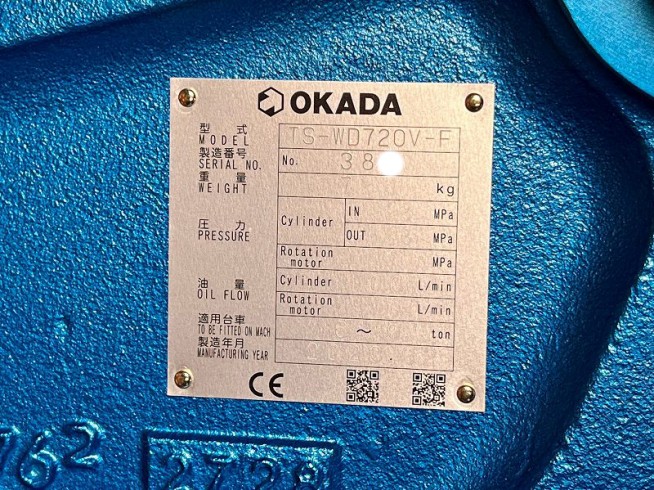 OKADA
型式 TS-WD720V-F
MODEL
製造番号 No. 38
SERIAL NO.
重量 kg
WEIGHT
圧力 Cylinder IN MPa
PRESSURE OUT MPa
Rotation motor MPa
油量 Cylinder L/min
OIL FLOW Rotation motor L/min
適用台車 ~ ton
TO BE FITTED ON MACH
製造年月
MANUFACTURING YEAR
CE
762
2728